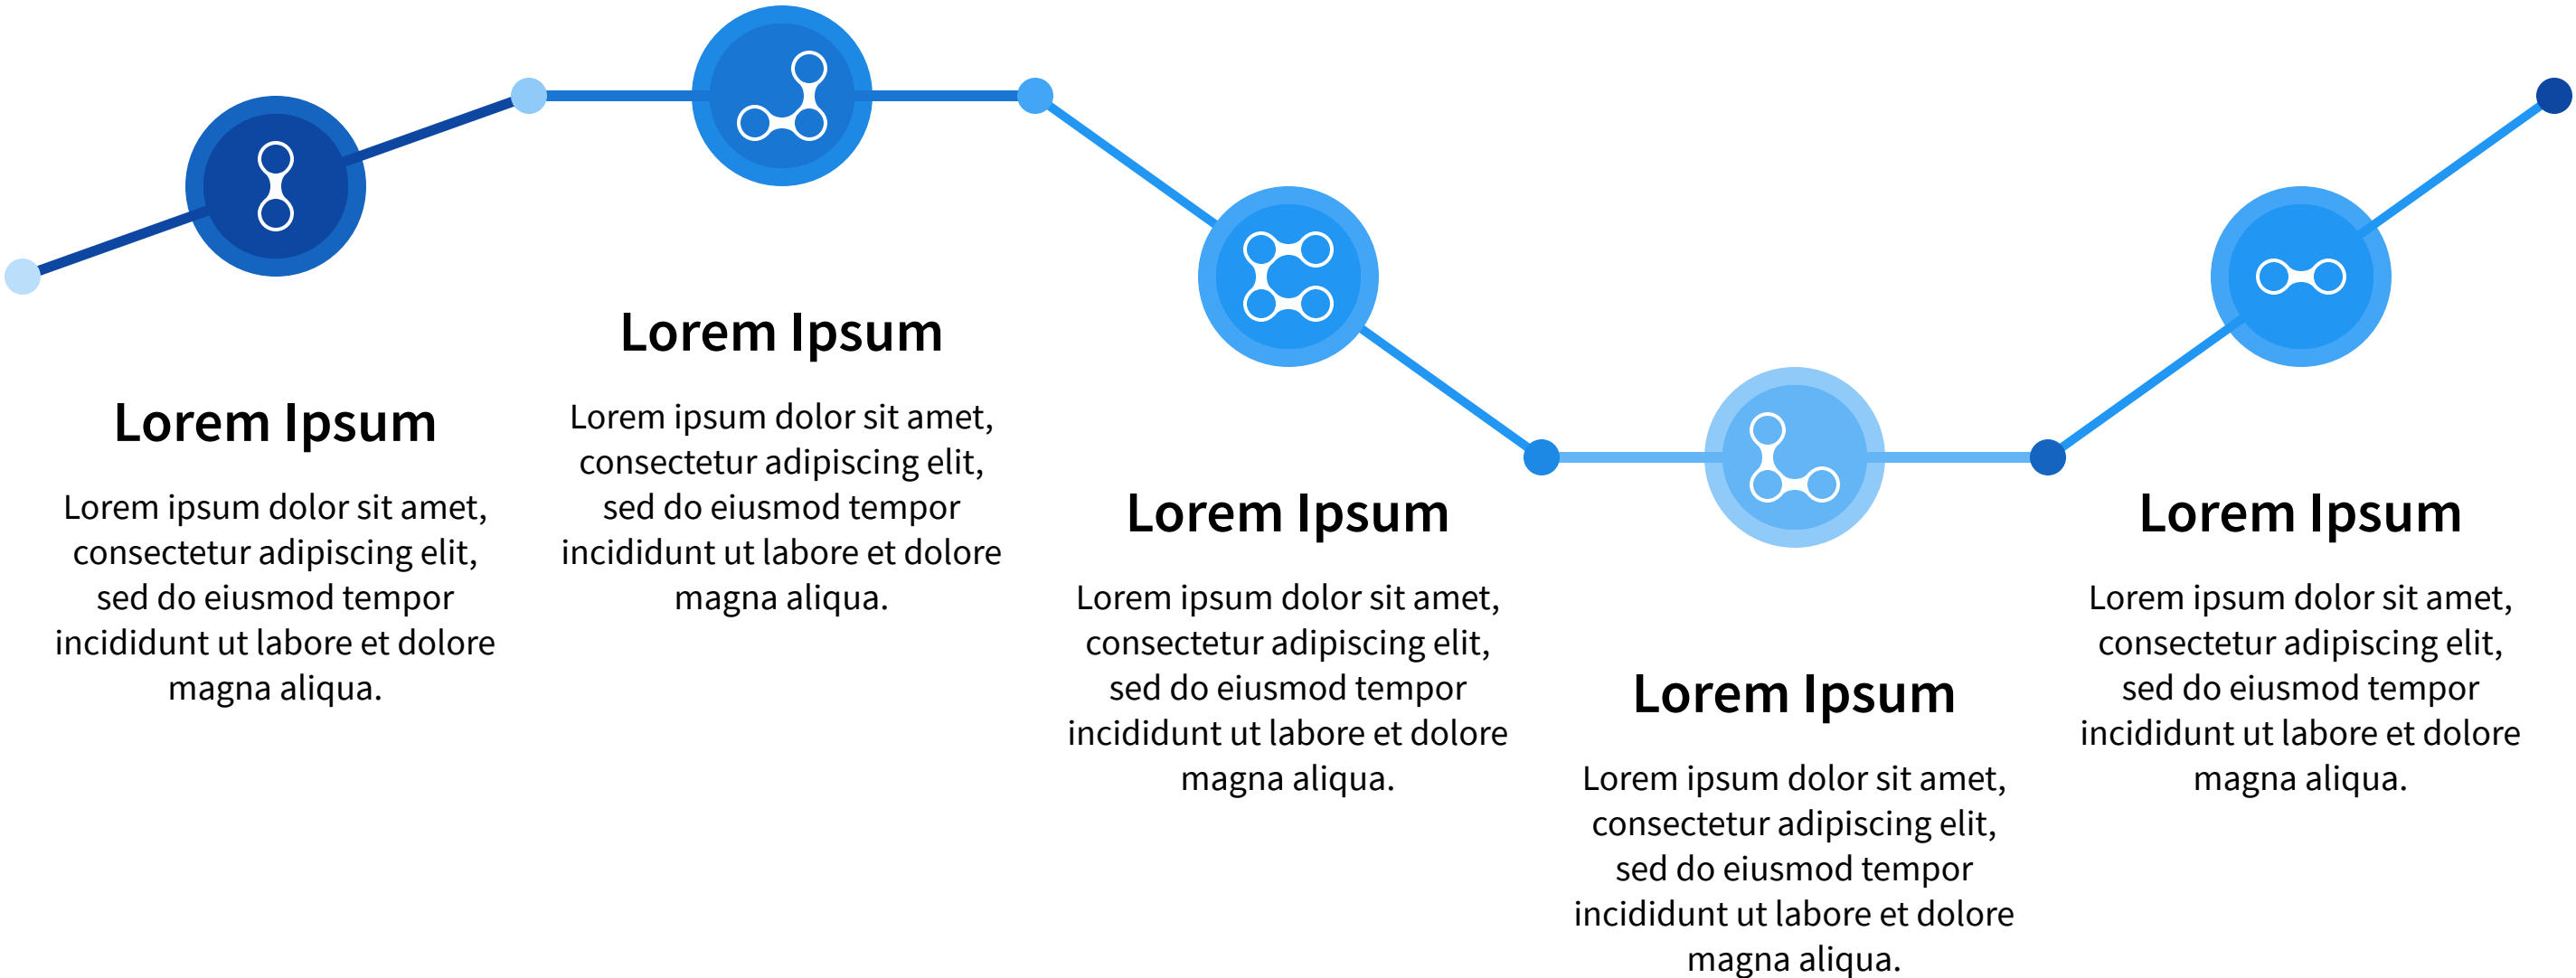 Lorem Ipsum
Lorem ipsum dolor sit amet,
consectetur adipiscing elit,
sed do eiusmod tempor
incididunt ut labore et dolore
magna aliqua.
Lorem Ipsum
Lorem ipsum dolor sit amet,
consectetur adipiscing elit,
sed do eiusmod tempor
incididunt ut labore et dolore
magna aliqua.
Lorem Ipsum
Lorem ipsum dolor sit amet,
consectetur adipiscing elit,
sed do eiusmod tempor
incididunt ut labore et dolore
magna aliqua.
Lorem Ipsum
Lorem ipsum dolor sit amet,
consectetur adipiscing elit,
sed do eiusmod tempor
incididunt ut labore et dolore
magna aliqua.
Lorem Ipsum
Lorem ipsum dolor sit amet,
consectetur adipiscing elit,
sed do eiusmod tempor
incididunt ut labore et dolore
magna aliqua.